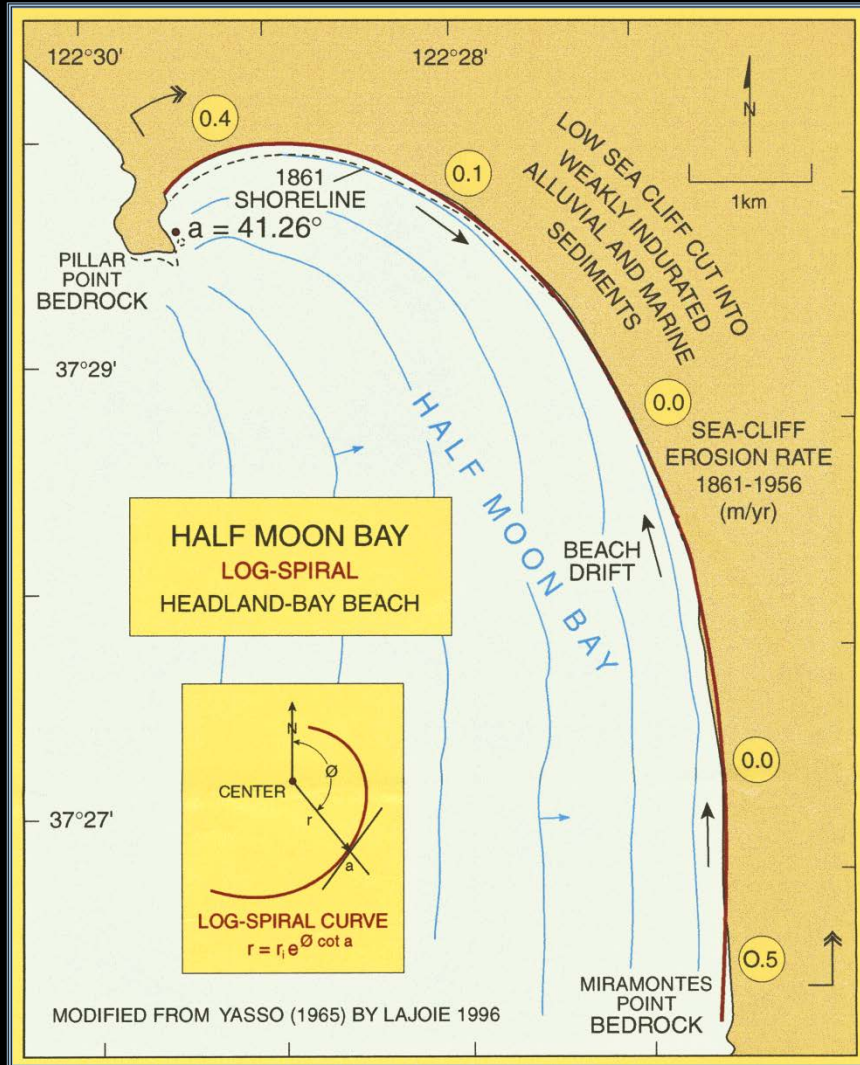 122°30'
122°28'
N
0.4
0.1
LOW SEA CLIFF CUT INTO
WEAKLY INDURATED
ALLUVIAL AND MARINE
SEDIMENTS
1km
1861
SHORELINE
a = 41.26°
PILLAR
POINT
BEDROCK
37°29'
HALF MOON BAY
0.0
SEA-CLIFF
EROSION RATE
1861-1956
(m/yr)
HALF MOON BAY
LOG-SPIRAL
HEADLAND-BAY BEACH
BEACH
DRIFT
N
Ø
CENTER
r
a
LOG-SPIRAL CURVE
r = rᵢ e^Ø cot a
0.0
37°27'
O.5
MIRAMONTES
POINT
BEDROCK
MODIFIED FROM YASSO (1965) BY LAJOIE 1996